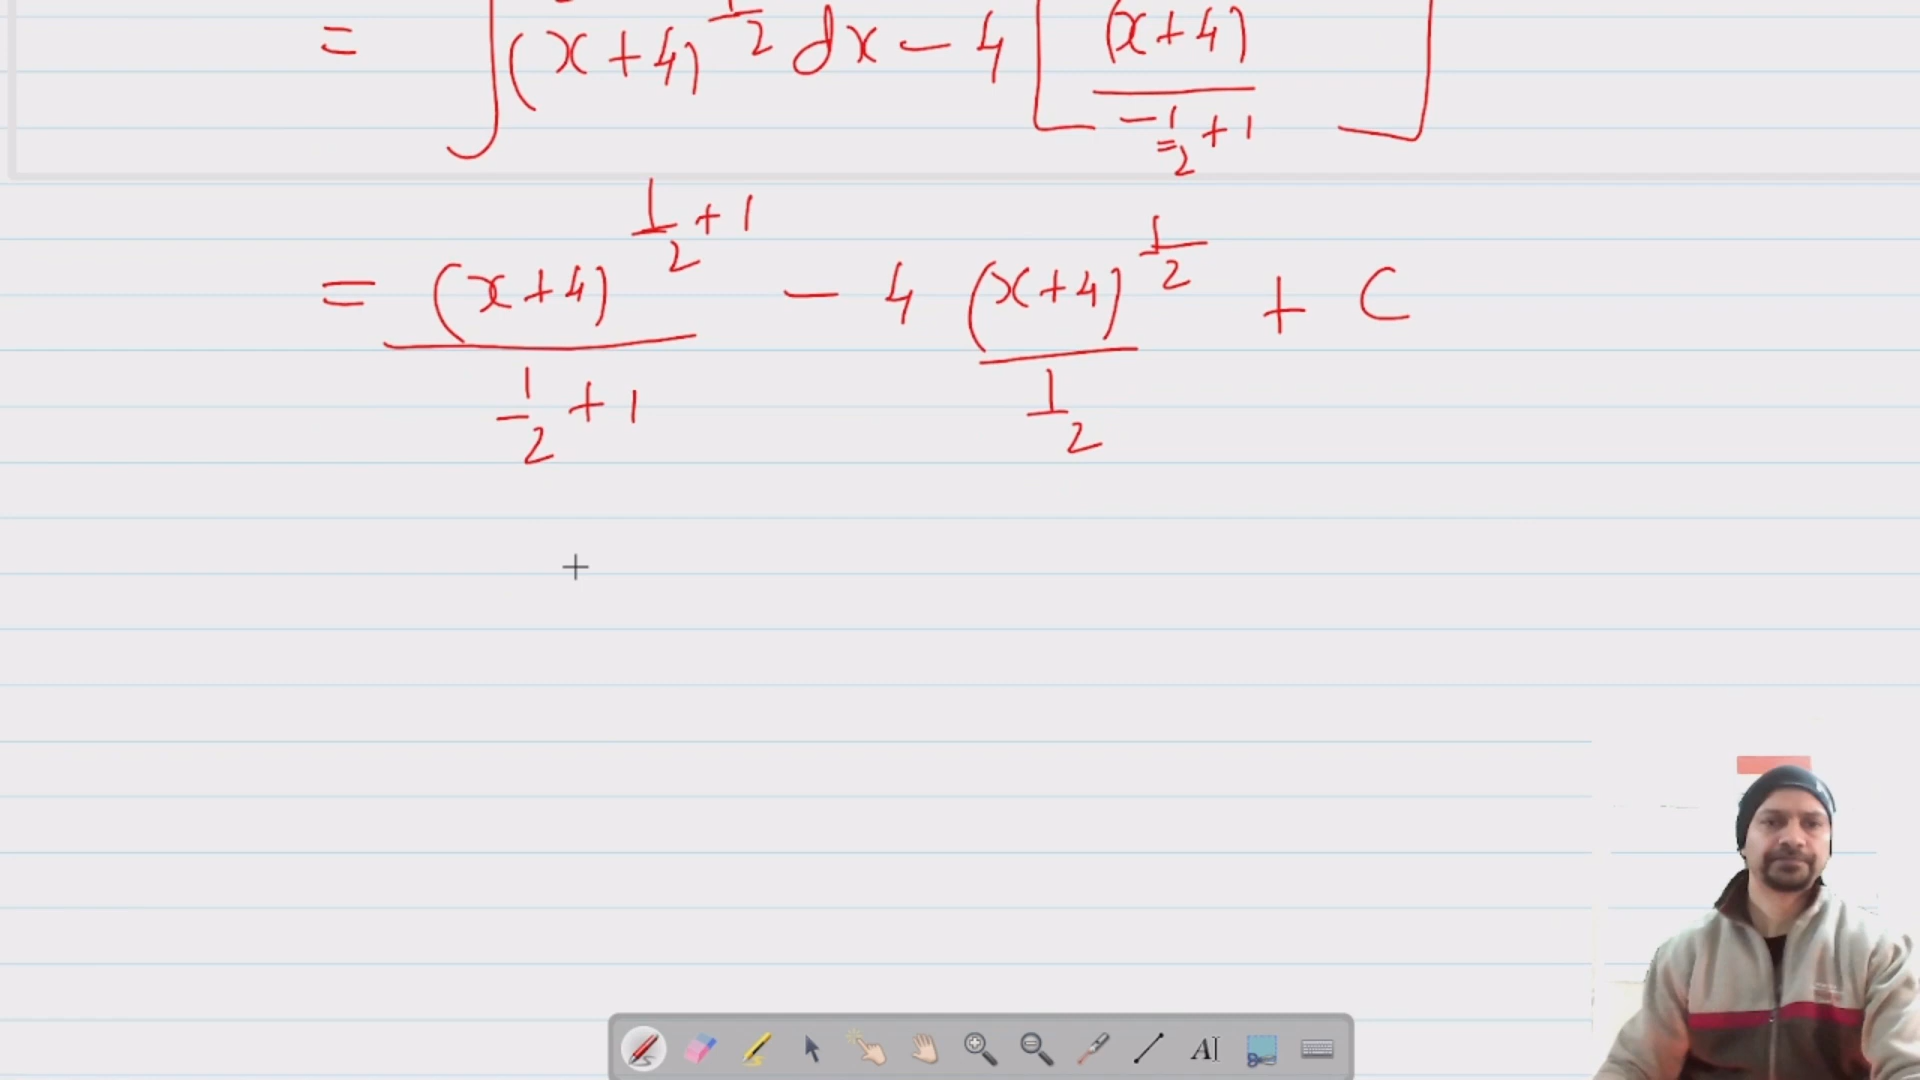 = ∫(x+4)^{1/2} dx - 4 [ (x+4) / (-1/2 + 1) ]
= (x+4)^{1/2 + 1} / (1/2 + 1) - 4 (x+4)^{1/2} / (1/2) + C
AI